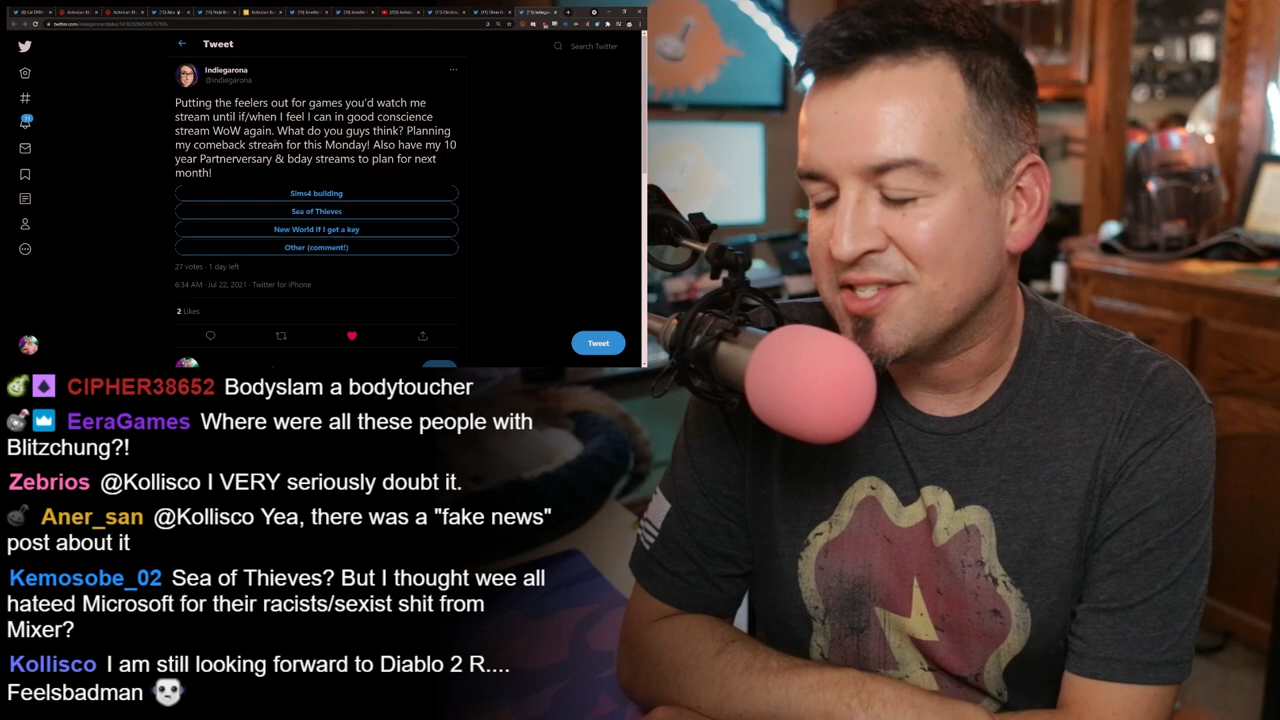 Tweet
Search Twitter
Indiegarona
@indiegarona
Putting the feelers out for games you'd watch me
stream until if/when I feel I can in good conscience
stream WoW again. What do you guys think? Planning
my comeback stream for this Monday! Also have my 10
year Partnerversary & bday streams to plan for next
month!
Sims4 building
Sea of Thieves
New World if I get a key
Other (comment!)
27 votes · 1 day left
6:34 AM · Jul 22, 2021 · Twitter for iPhone
2 Likes
Tweet
CIPHER38652 Bodyslam a bodytoucher
EeraGames Where were all these people with
Blitzchung?!
Zebrios @Kollisco I VERY seriously doubt it.
Aner_san @Kollisco Yea, there was a "fake news"
post about it
Kemosobe_02 Sea of Thieves? But I thought wee all
hateed Microsoft for their racists/sexist shit from
Mixer?
Kollisco I am still looking forward to Diablo 2 R....
Feelsbadman